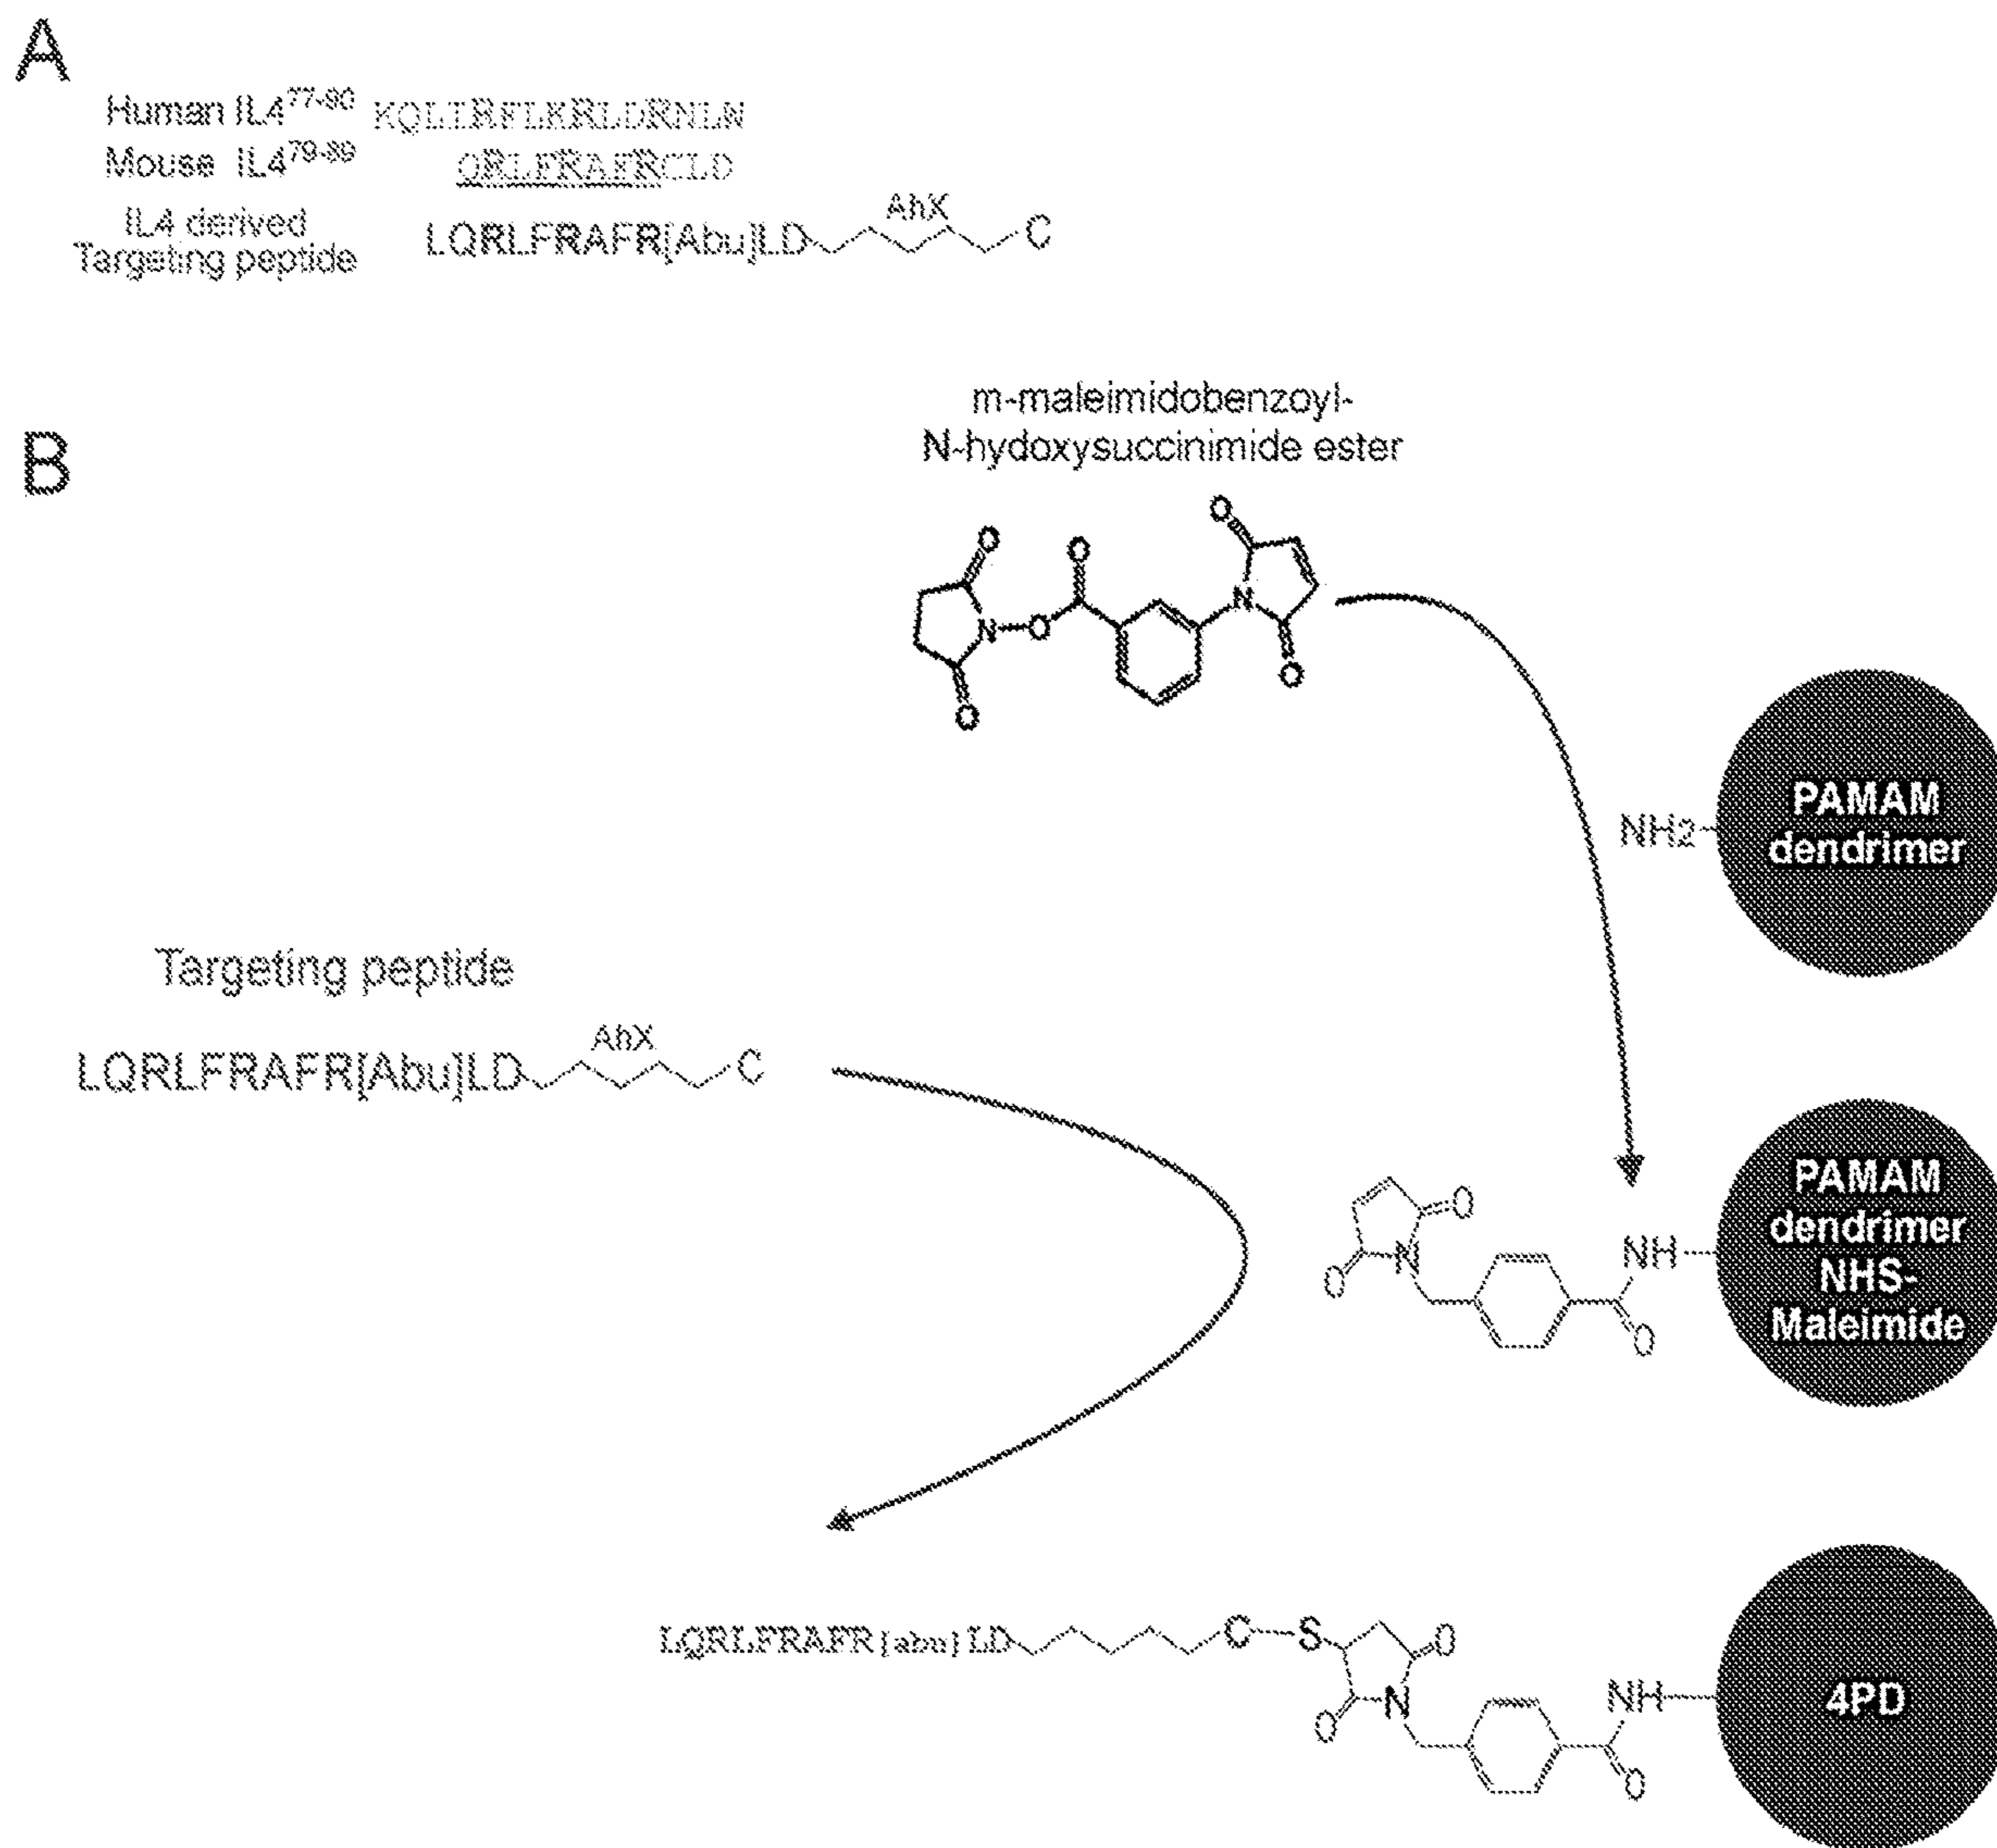 A
Human IL4 77-90 KQLIRFLKRLDRNLW
Mouse IL4 79-89 QRLFRAFRCLD
IL4 derived
Targeting peptide
LQRLFRAFR[Abu]LD AhX C
B
m-maleimidobenzoyl-
N-hydoxysuccinimide ester
O
O
O
N
O
N
O
O
PAMAM
dendrimer
NH2
Targeting peptide
LQRLFRAFR[Abu]LD AhX C
PAMAM
dendrimer
NHS-
Maleimide
O
N
O
NH
O
LQRLFRAFR [abu] LD C S
O
N
O
NH
O
4PD